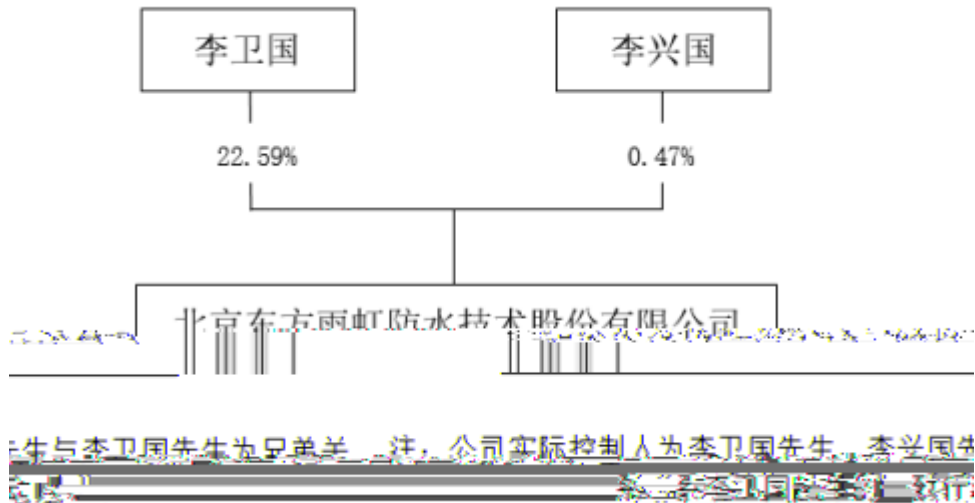 李卫国 李兴国
22.59% 0.47%
北京东方雨虹防水技术股份有限公司
生与李卫国先生为兄弟关 注：公司实际控制人为李卫国先生，李兴国先